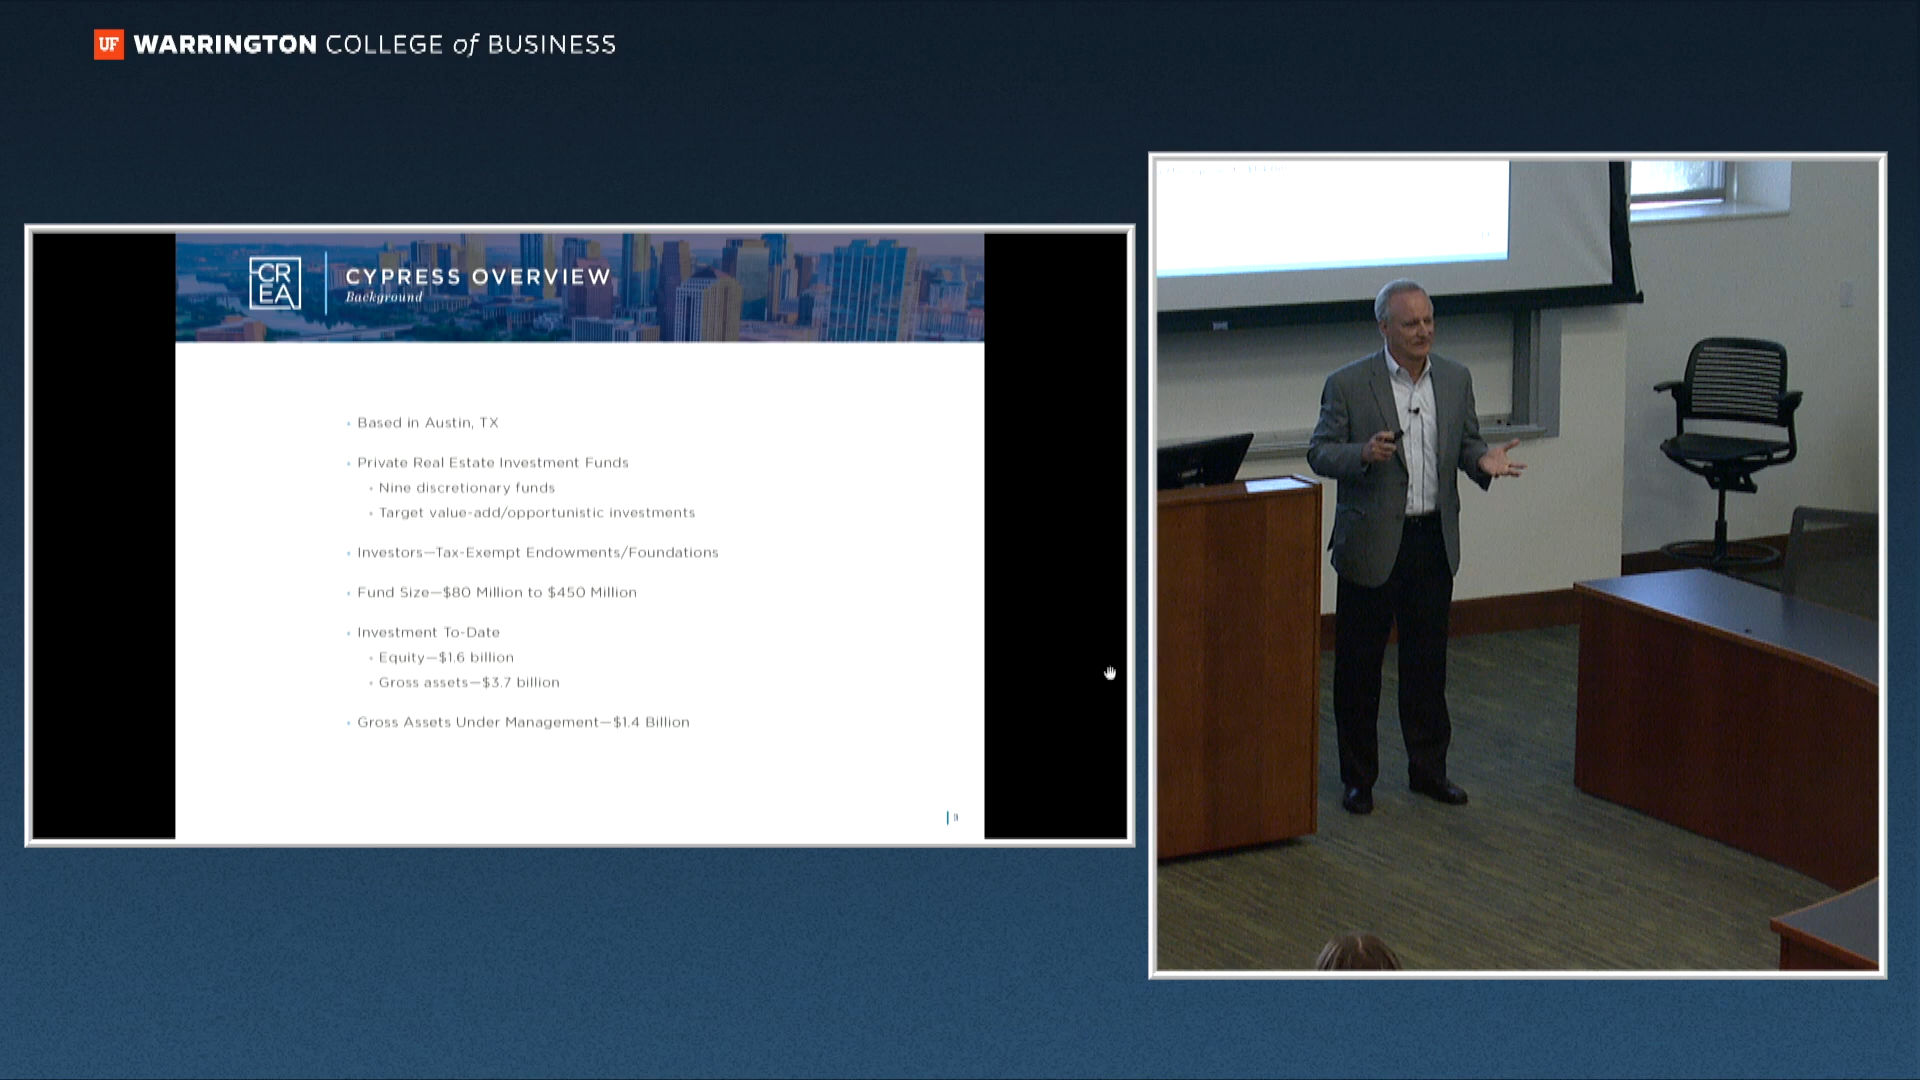 UF WARRINGTON COLLEGE of BUSINESS
CR
EA
CYPRESS OVERVIEW
Background
• Based in Austin, TX
• Private Real Estate Investment Funds
• Nine discretionary funds
• Target value-add/opportunistic investments
• Investors—Tax-Exempt Endowments/Foundations
• Fund Size—$80 Million to $450 Million
• Investment To-Date
• Equity—$1.6 billion
• Gross assets—$3.7 billion
• Gross Assets Under Management—$1.4 Billion